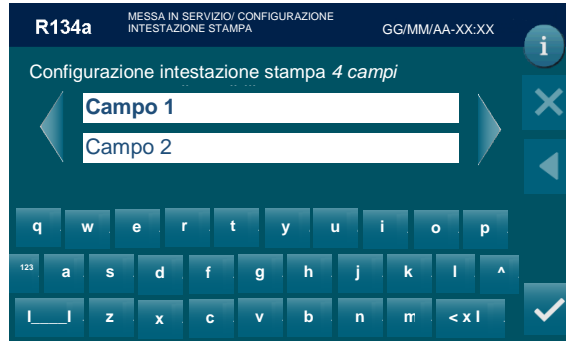 R134a
MESSA IN SERVIZIO/ CONFIGURAZIONE
INTESTAZIONE STAMPA
GG/MM/AA-XX:XX
i
Configurazione intestazione stampa 4 campi
Campo 1
Campo 2
q w e r t y u i o p
123 a s d f g h j k l ^
l___l z x c v b n m < x l